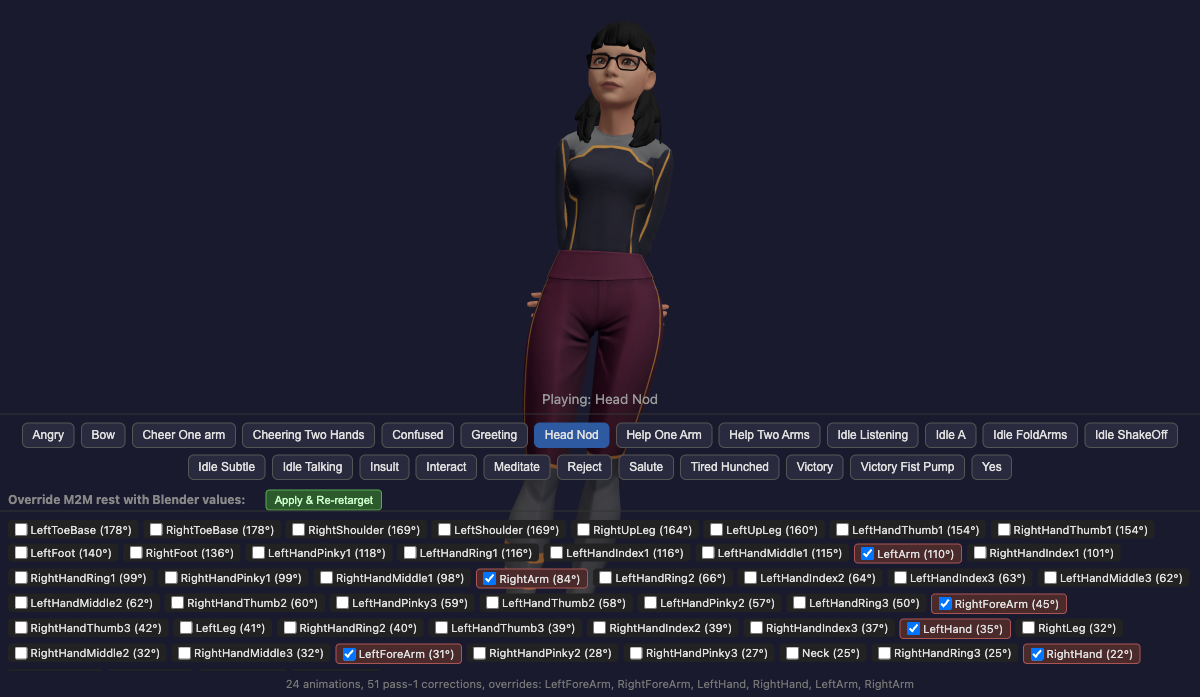 Playing: Head Nod
Angry Bow Cheer One arm Cheering Two Hands Confused Greeting Head Nod Help One Arm Help Two Arms Idle Listening Idle A Idle FoldArms Idle ShakeOff
Idle Subtle Idle Talking Insult Interact Meditate Reject Salute Tired Hunched Victory Victory Fist Pump Yes
Override M2M rest with Blender values: Apply & Re-retarget
LeftToeBase (178°) RightToeBase (178°) RightShoulder (169°) LeftShoulder (169°) RightUpLeg (164°) LeftUpLeg (160°) LeftHandThumb1 (154°) RightHandThumb1 (154°)
LeftFoot (140°) RightFoot (136°) LeftHandPinky1 (118°) LeftHandRing1 (116°) LeftHandIndex1 (116°) LeftHandMiddle1 (115°) LeftArm (110°) RightHandIndex1 (101°)
RightHandRing1 (99°) RightHandPinky1 (99°) RightHandMiddle1 (98°) RightArm (84°) LeftHandRing2 (66°) LeftHandIndex2 (64°) LeftHandIndex3 (63°) LeftHandMiddle3 (62°)
LeftHandMiddle2 (62°) RightHandThumb2 (60°) LeftHandPinky3 (59°) LeftHandThumb2 (58°) LeftHandPinky2 (57°) LeftHandRing3 (50°) RightForeArm (45°)
RightHandThumb3 (42°) LeftLeg (41°) RightHandRing2 (40°) LeftHandThumb3 (39°) RightHandIndex2 (39°) RightHandIndex3 (37°) LeftHand (35°) RightLeg (32°)
RightHandMiddle2 (32°) RightHandMiddle3 (32°) LeftForeArm (31°) RightHandPinky2 (28°) RightHandPinky3 (27°) Neck (25°) RightHandRing3 (25°) RightHand (22°)
24 animations, 51 pass-1 corrections, overrides: LeftForeArm, RightForeArm, LeftHand, RightHand, LeftArm, RightArm